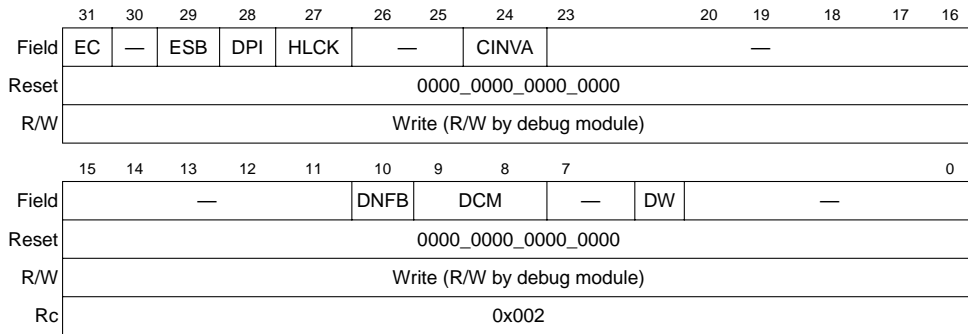 31 30 29 28 27 26 25 24 23 20 19 18 17 16
Field EC — ESB DPI HLCK — CINVA —
Reset 0000_0000_0000_0000
R/W Write (R/W by debug module)
15 14 13 12 11 10 9 8 7 0
Field — DNFB DCM — DW —
Reset 0000_0000_0000_0000
R/W Write (R/W by debug module)
Rc 0x002